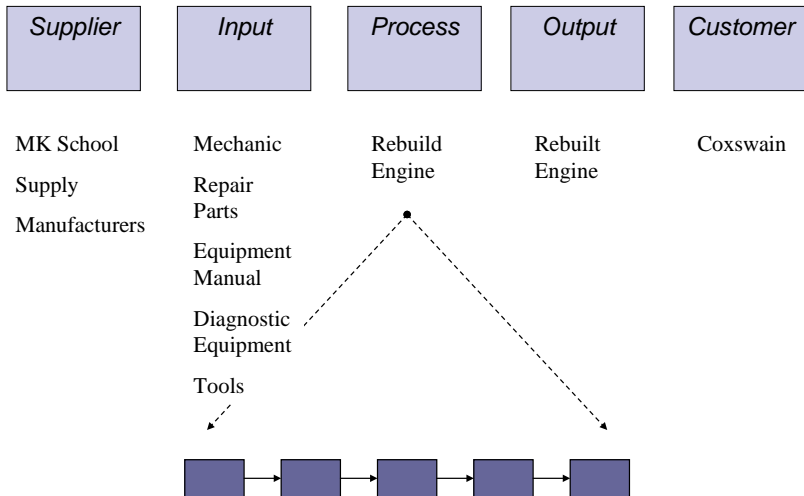 Supplier
Input
Process
Output
Customer
MK School
Supply
Manufacturers
Mechanic
Repair
Parts
Equipment
Manual
Diagnostic
Equipment
Tools
Rebuild
Engine
Rebuilt
Engine
Coxswain